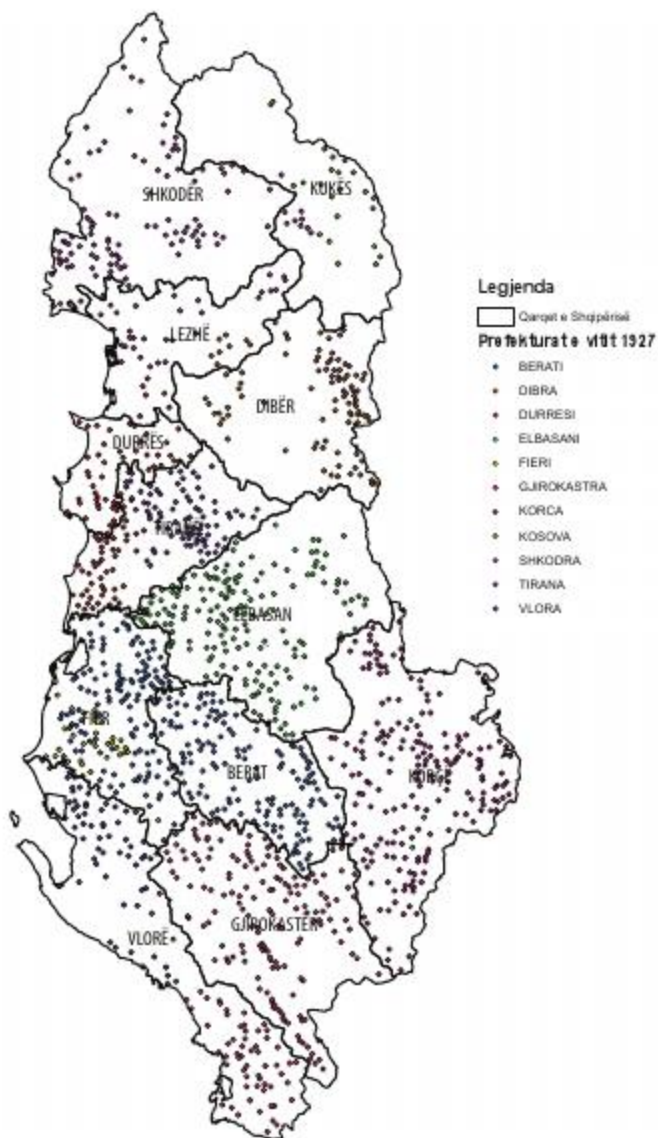 SHKODËR
KUKËS
LEZHË
DIBËR
DURRËS
ELBASAN
FIER
BERAT
KORÇË
GJIROKASTËR
VLORË
Legjenda
Qarqet e Shqipërisë
Prefekturat e vitit 1927
BERATI
DIBRA
DURRESI
ELBASANI
FIERI
GJIROKASTRA
KORCA
KOSOVA
SHKODRA
TIRANA
VLORA